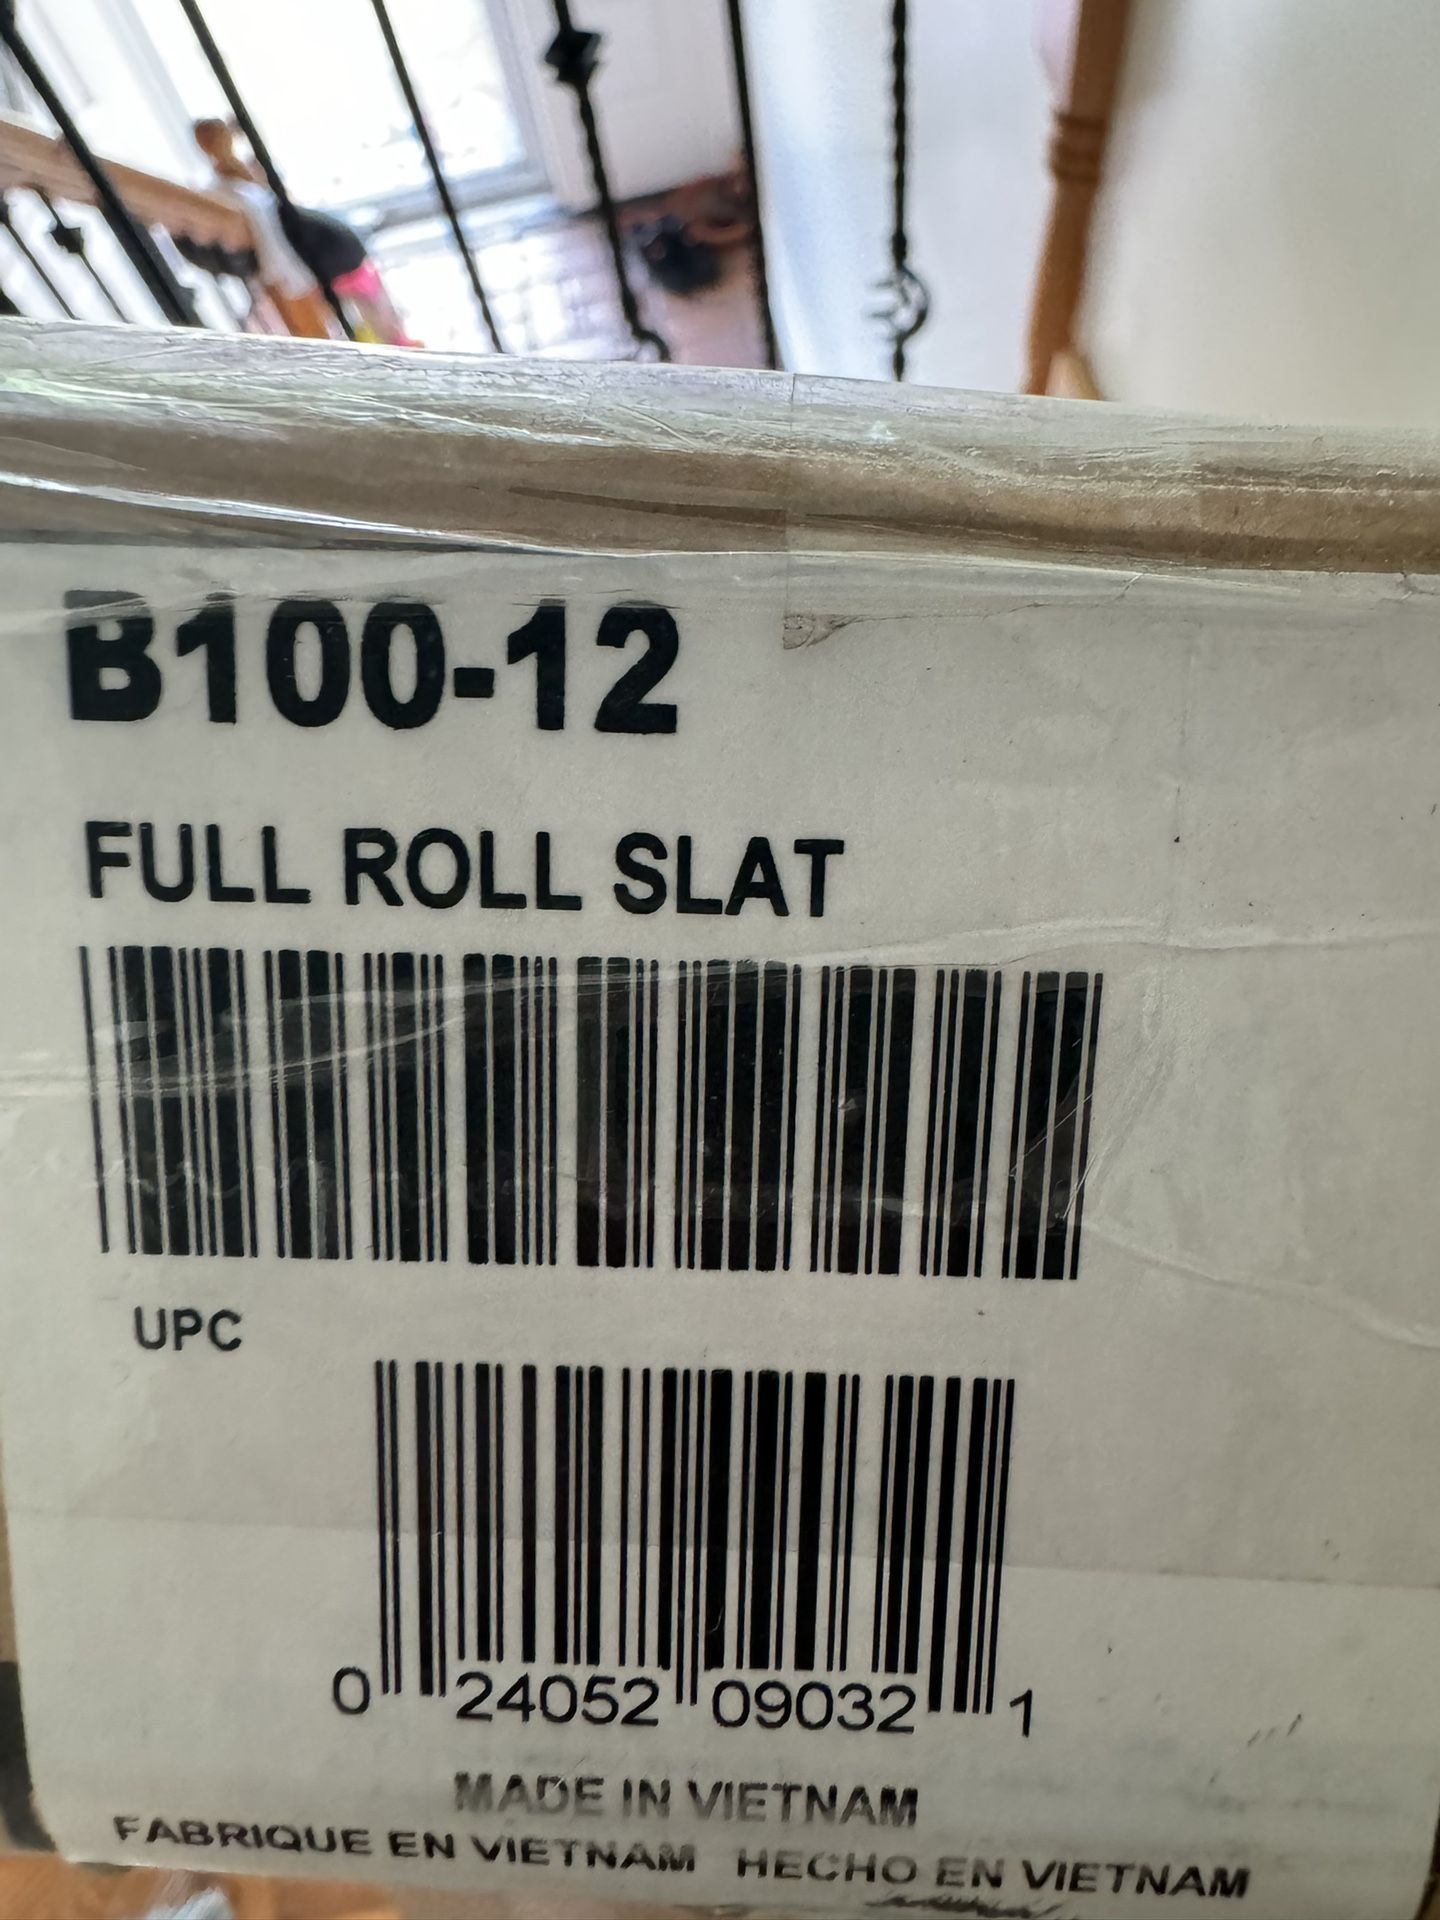 B100-12
FULL ROLL SLAT
UPC
0 24052 09032 1
MADE IN VIETNAM
FABRIQUE EN VIETNAM HECHO EN VIETNAM